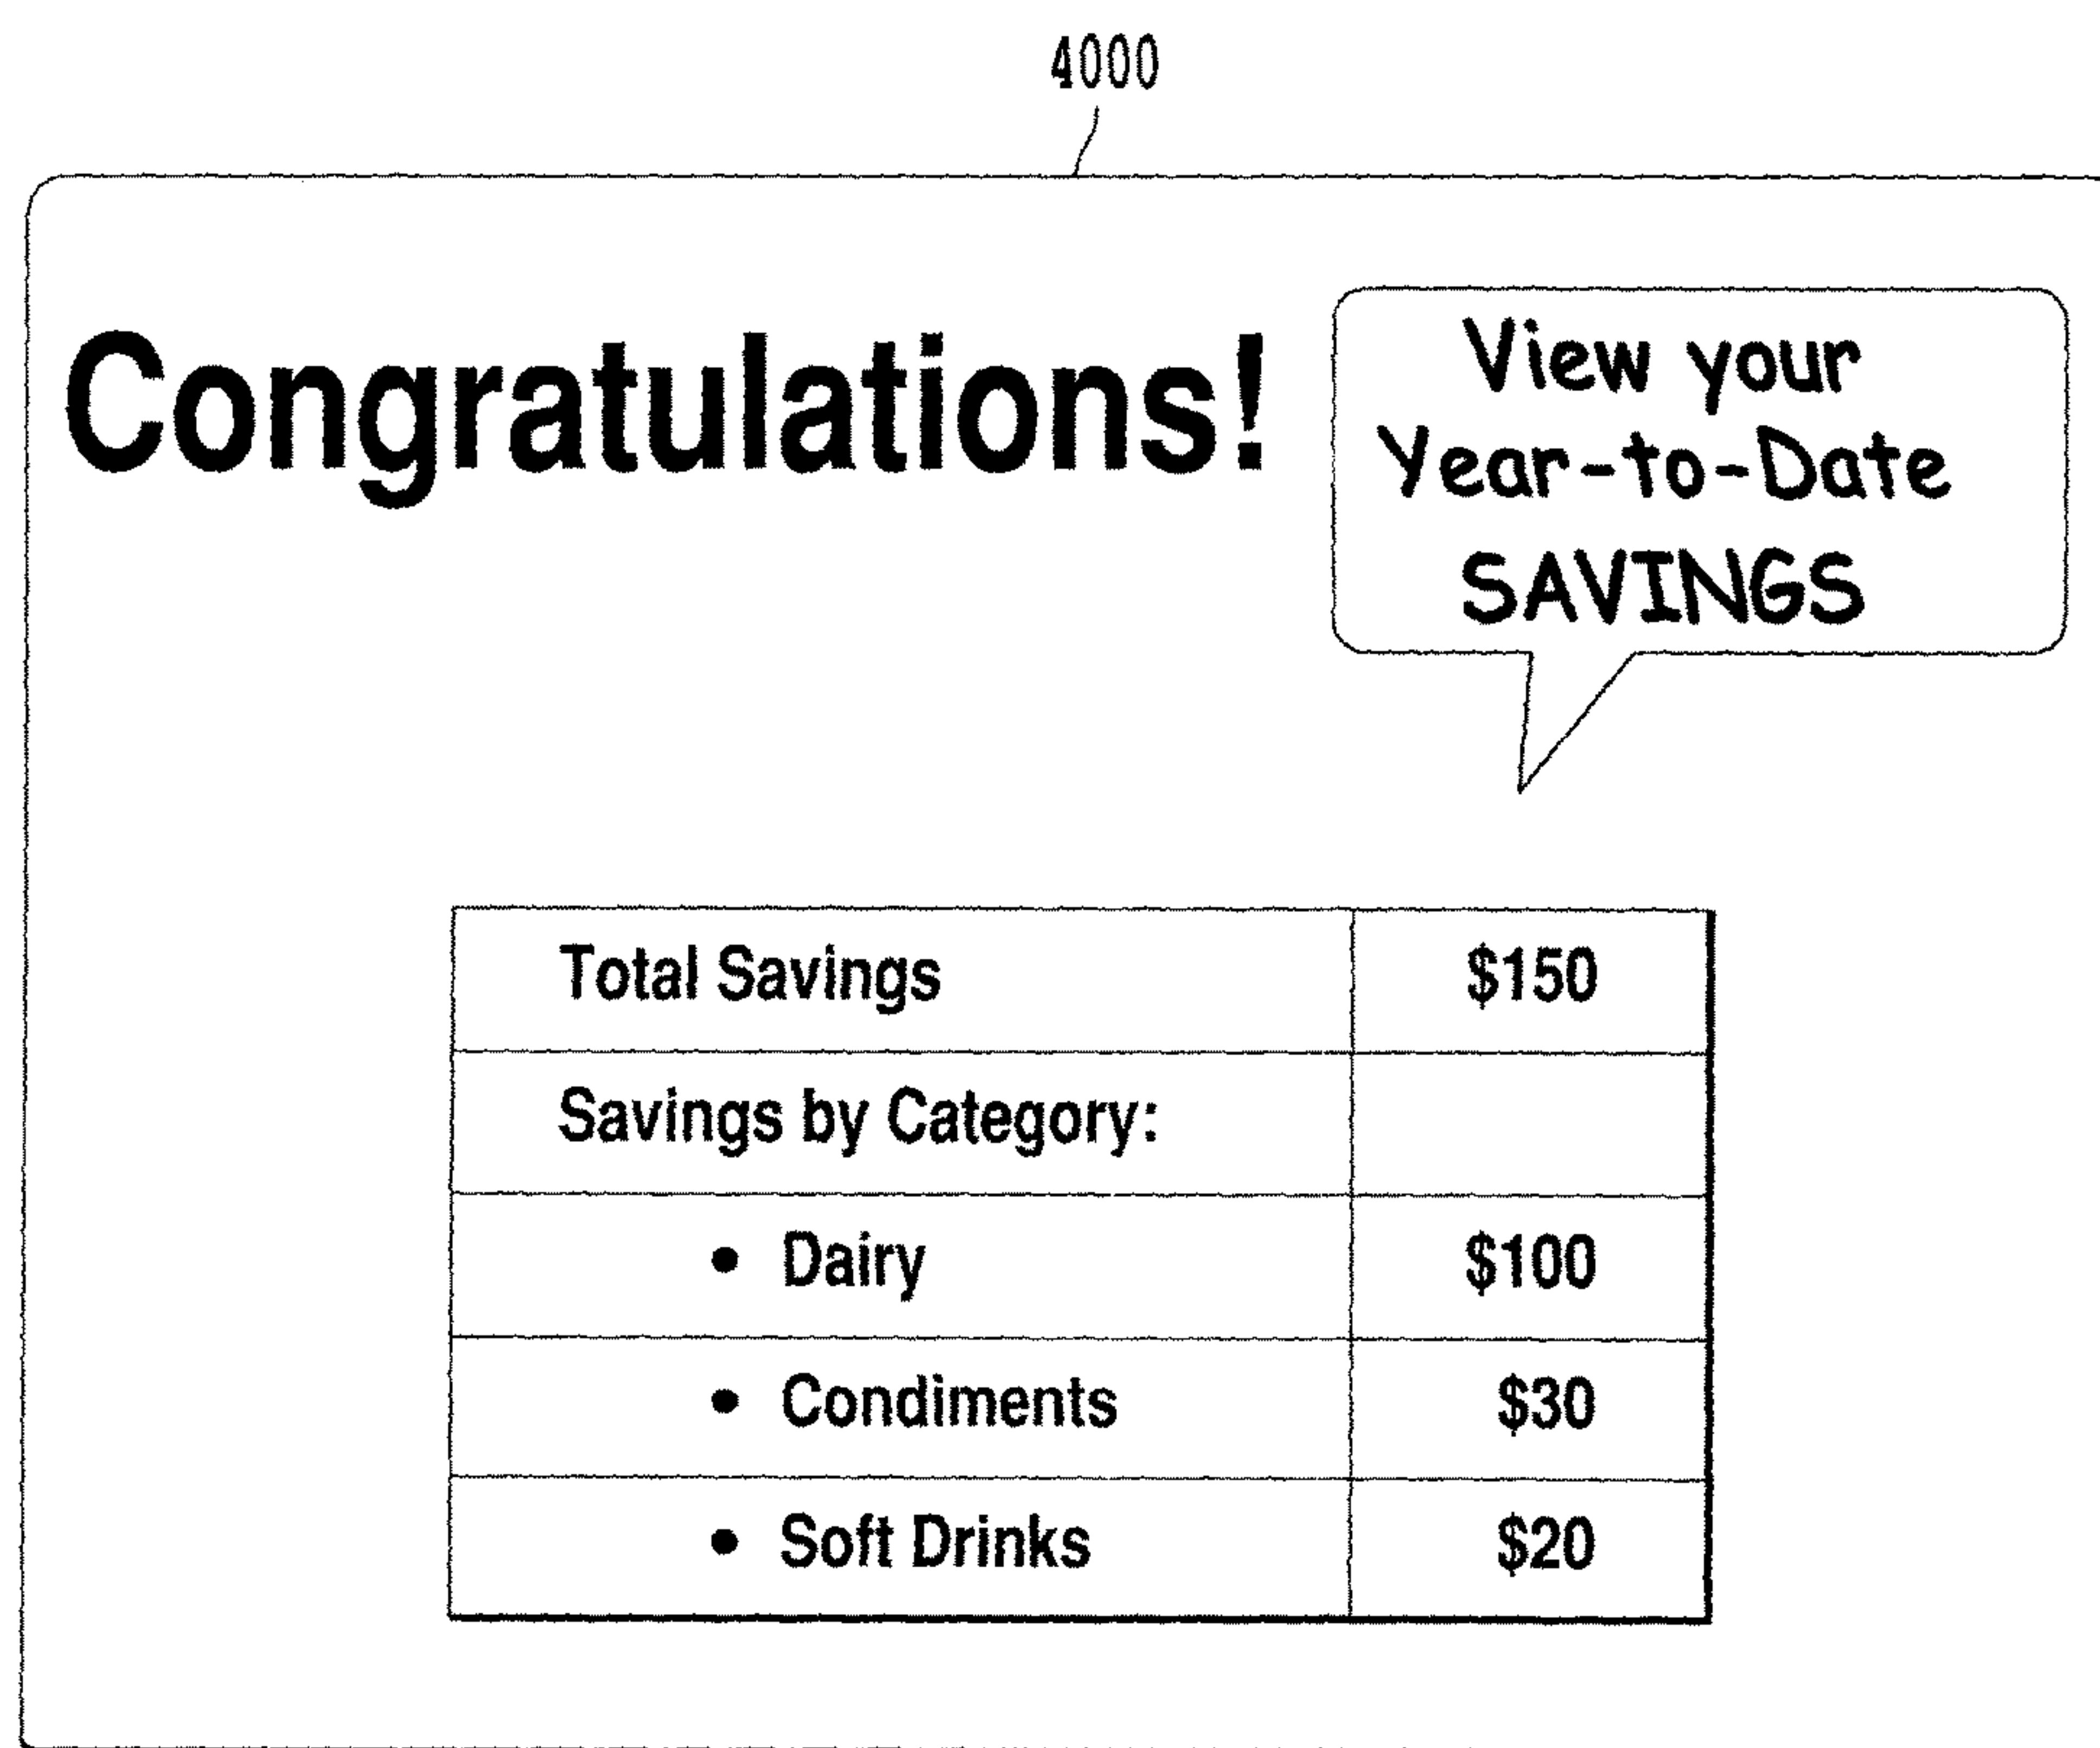 4000
Congratulations!
View your
Year-to-Date
SAVINGS
Total Savings $150
Savings by Category:
• Dairy $100
• Condiments $30
• Soft Drinks $20